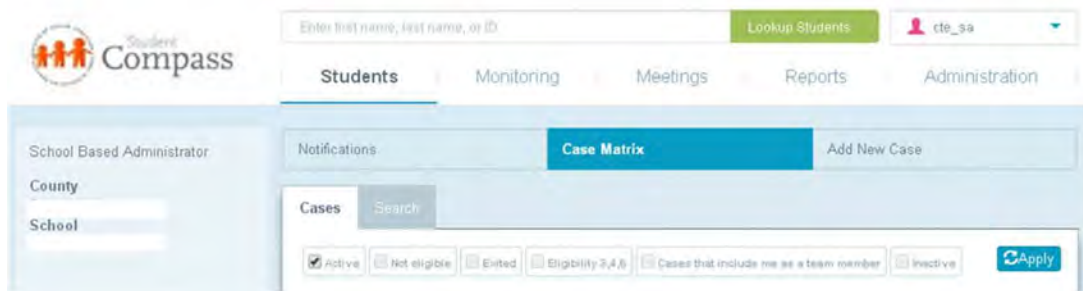 Enter first name, last name, or ID
Lookup Students
cte_sa
Student
Compass
Students
Monitoring
Meetings
Reports
Administration
School Based Administrator
County
School
Notifications
Case Matrix
Add New Case
Cases
Search
Active
Not eligible
Exited
Eligibility 3,4,6
Cases that include me as a team member
Inactive
Apply